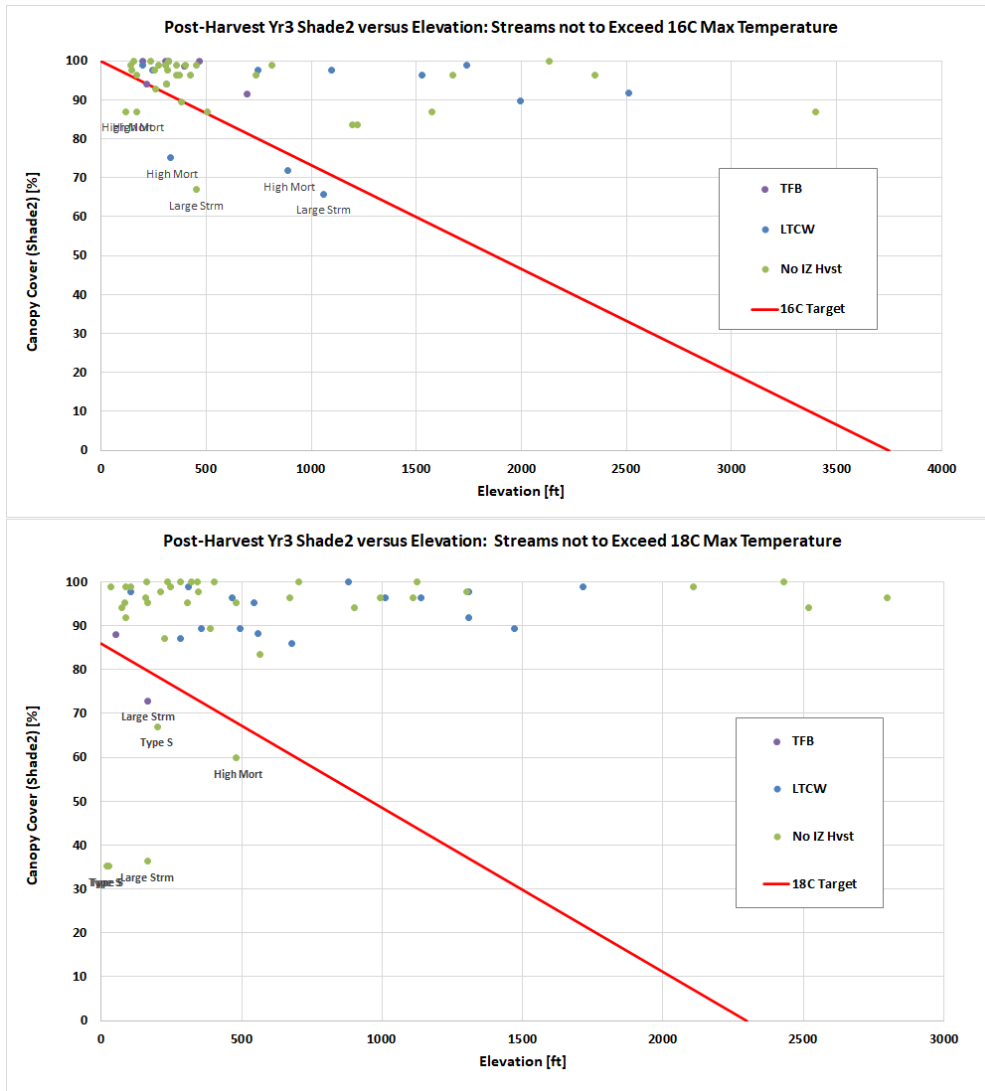 Post-Harvest Yr3 Shade2 versus Elevation: Streams not to Exceed 16C Max Temperature
Canopy Cover (Shade2) [%]
100
90
80
70
60
50
40
30
20
10
0
High Mort
High Mort
High Mort
High Mort
Large Strm
Large Strm
TFB
LTCW
No IZ Hvst
16C Target
0 500 1000 1500 2000 2500 3000 3500 4000
Elevation [ft]
Post-Harvest Yr3 Shade2 versus Elevation: Streams not to Exceed 18C Max Temperature
Canopy Cover (Shade2) [%]
100
90
80
70
60
50
40
30
20
10
0
Large Strm
Type S
High Mort
Large Strm
Type S
Type S
TFB
LTCW
No IZ Hvst
18C Target
0 500 1000 1500 2000 2500 3000
Elevation [ft]